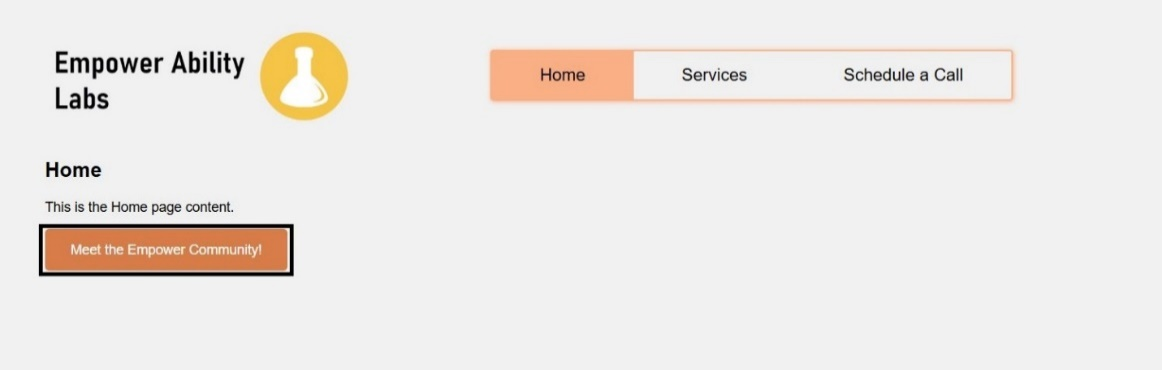 Empower Ability
Labs
Home
Services
Schedule a Call
Home
This is the Home page content.
Meet the Empower Community!